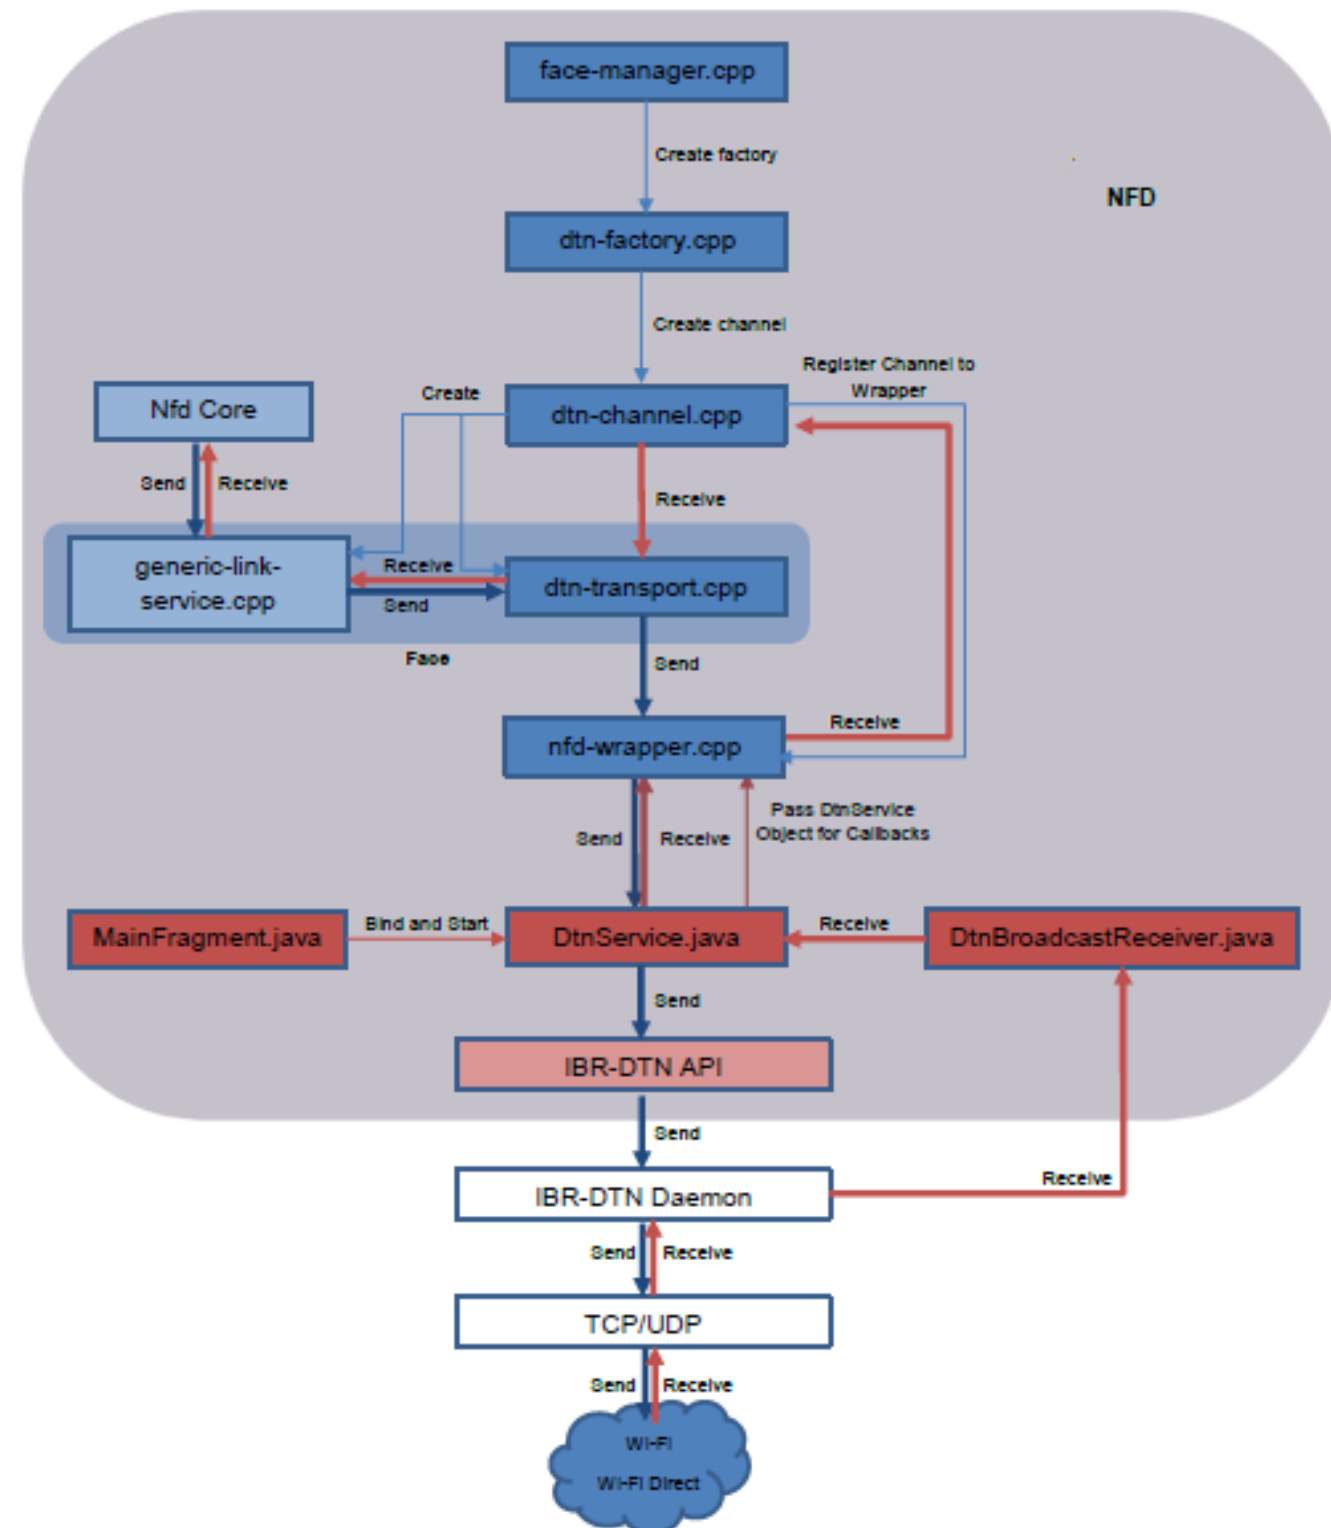 face-manager.cpp
Create factory
NFD
dtn-factory.cpp
Create channel
Register Channel to
Wrapper
Create
Nfd Core
dtn-channel.cpp
Send
Receive
Receive
generic-link-
service.cpp
Receive
Send
dtn-transport.cpp
Face
Send
nfd-wrapper.cpp
Receive
Send
Receive
Pass DtnService
Object for Callbacks
MainFragment.java
Bind and Start
DtnService.java
Receive
DtnBroadcastReceiver.java
Send
IBR-DTN API
Send
IBR-DTN Daemon
Receive
Send
Receive
TCP/UDP
Send
Receive
Wi-Fi
Wi-Fi Direct